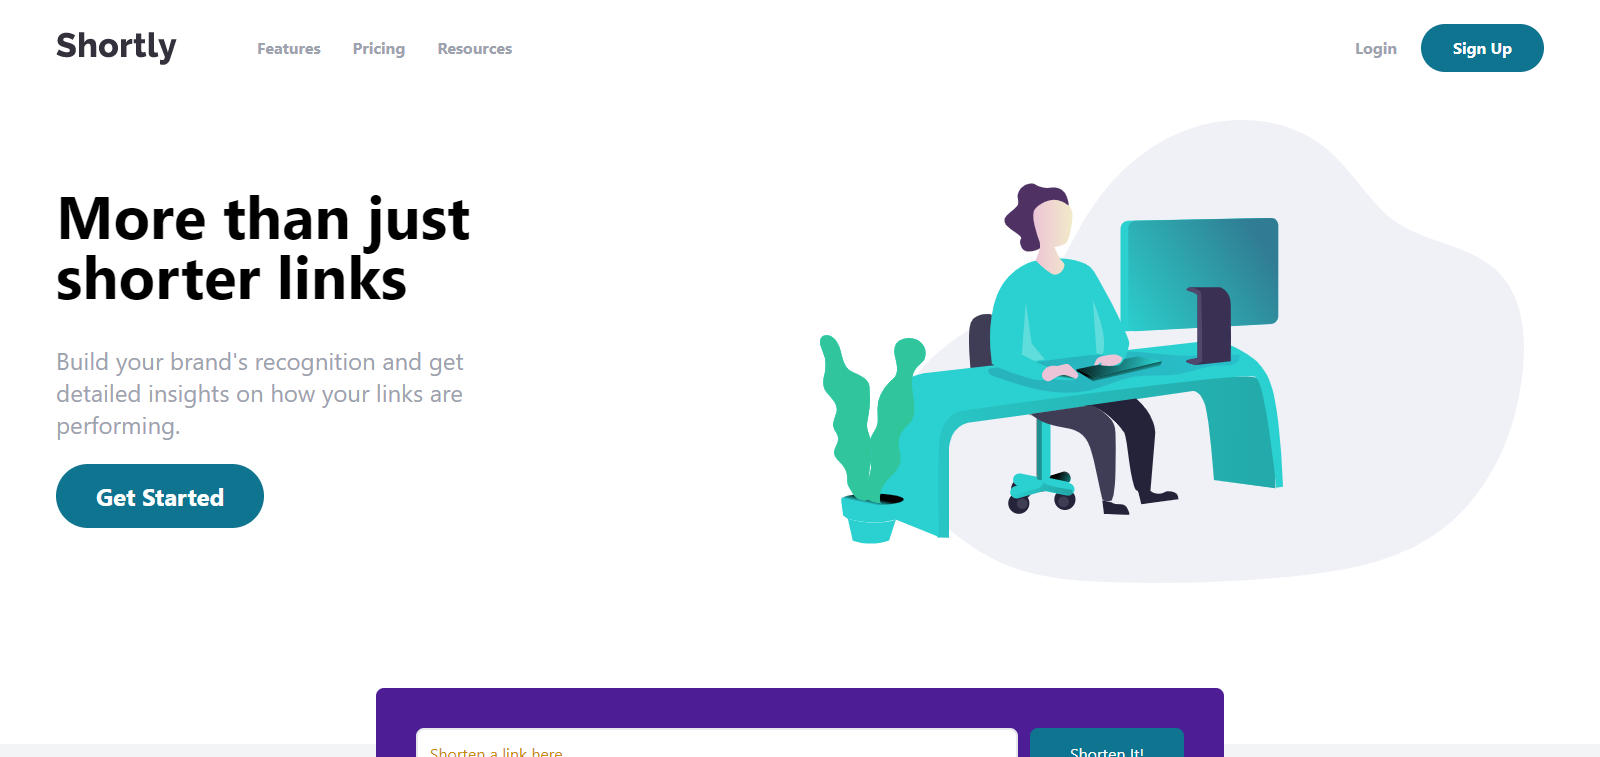 Shortly
Features
Pricing
Resources
Login
Sign Up
More than just
shorter links
Build your brand's recognition and get
detailed insights on how your links are
performing.
Get Started
Shorten a link here
Shorten It!